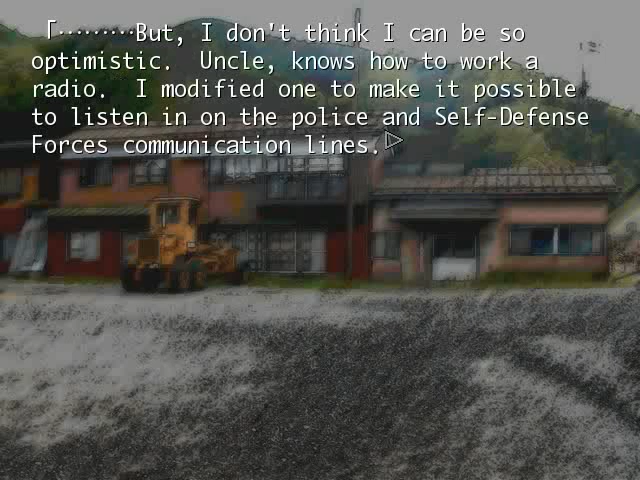 「………But, I don't think I can be so
optimistic.  Uncle, knows how to work a
radio.  I modified one to make it possible
to listen in on the police and Self-Defense
Forces communication lines.